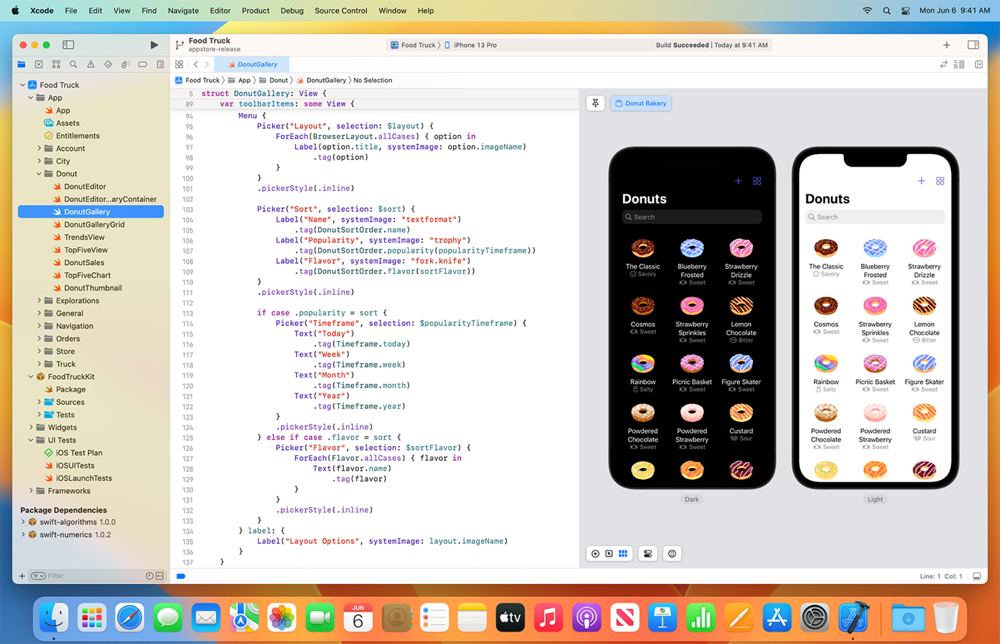 Xcode File Edit View Find Navigate Editor Product Debug Source Control Window Help Mon Jun 6 9:41 AM
Food Truck
appstore-release
Food Truck iPhone 13 Pro
Build Succeeded | Today at 9:41 AM
DonutGallery
Food Truck App Donut DonutGallery No Selection
Food Truck
App
App
Assets
Entitlements
Account
City
Donut
DonutEditor
DonutEditor...aryContainer
DonutGallery
DonutGalleryGrid
TrendsView
TopFiveView
DonutSales
TopFiveChart
DonutThumbnail
Explorations
General
Navigation
Orders
Store
Truck
FoodTruckKit
Package
Sources
Tests
Widgets
UI Tests
iOS Test Plan
iOSUITests
iOSLaunchTests
Frameworks
Package Dependencies
swift-algorithms 1.0.0
swift-numerics 1.0.2
Filter
5 struct DonutGallery: View {
89 var toolbarItems: some View {
94 Menu {
95 Picker("Layout", selection: $layout) {
96 ForEach(BrowserLayout.allCases) { option in
97 Label(option.title, systemImage: option.imageName)
98 .tag(option)
99 }
100 }
101 .pickerStyle(.inline)
102
103 Picker("Sort", selection: $sort) {
104 Label("Name", systemImage: "textformat")
105 .tag(DonutSortOrder.name)
106 Label("Popularity", systemImage: "trophy")
107 .tag(DonutSortOrder.popularity(popularityTimeframe))
108 Label("Flavor", systemImage: "fork.knife")
109 .tag(DonutSortOrder.flavor(sortFlavor))
110 }
111 .pickerStyle(.inline)
112
113 if case .popularity = sort {
114 Picker("Timeframe", selection: $popularityTimeframe) {
115 Text("Today")
116 .tag(Timeframe.today)
117 Text("Week")
118 .tag(Timeframe.week)
119 Text("Month")
120 .tag(Timeframe.month)
121 Text("Year")
122 .tag(Timeframe.year)
123 }
124 .pickerStyle(.inline)
125 } else if case .flavor = sort {
126 Picker("Flavor", selection: $sortFlavor) {
127 ForEach(Flavor.allCases) { flavor in
128 Text(flavor.name)
129 .tag(flavor)
130 }
131 }
132 .pickerStyle(.inline)
133 }
134 } label: {
135 Label("Layout Options", systemImage: layout.imageName)
136 }
137 }
Donut Bakery
Donuts
Search
The Classic Blueberry Strawberry
Savory Frosted Drizzle
Sweet Sweet
Cosmos Strawberry Lemon
Sweet Sprinkles Chocolate
Sweet Bitter
Rainbow Picnic Basket Figure Skater
Salty Sweet Sweet
Powdered Powdered Custard
Chocolate Strawberry Sour
Sweet Sweet
Dark
Donuts
Search
The Classic Blueberry Strawberry
Savory Frosted Drizzle
Sweet Sweet
Cosmos Strawberry Lemon
Sweet Sprinkles Chocolate
Sweet Bitter
Rainbow Picnic Basket Figure Skater
Salty Sweet Sweet
Powdered Powdered Custard
Chocolate Strawberry Sour
Sweet Sweet
Light
Line: 1 Col: 1
JUN
6
tv